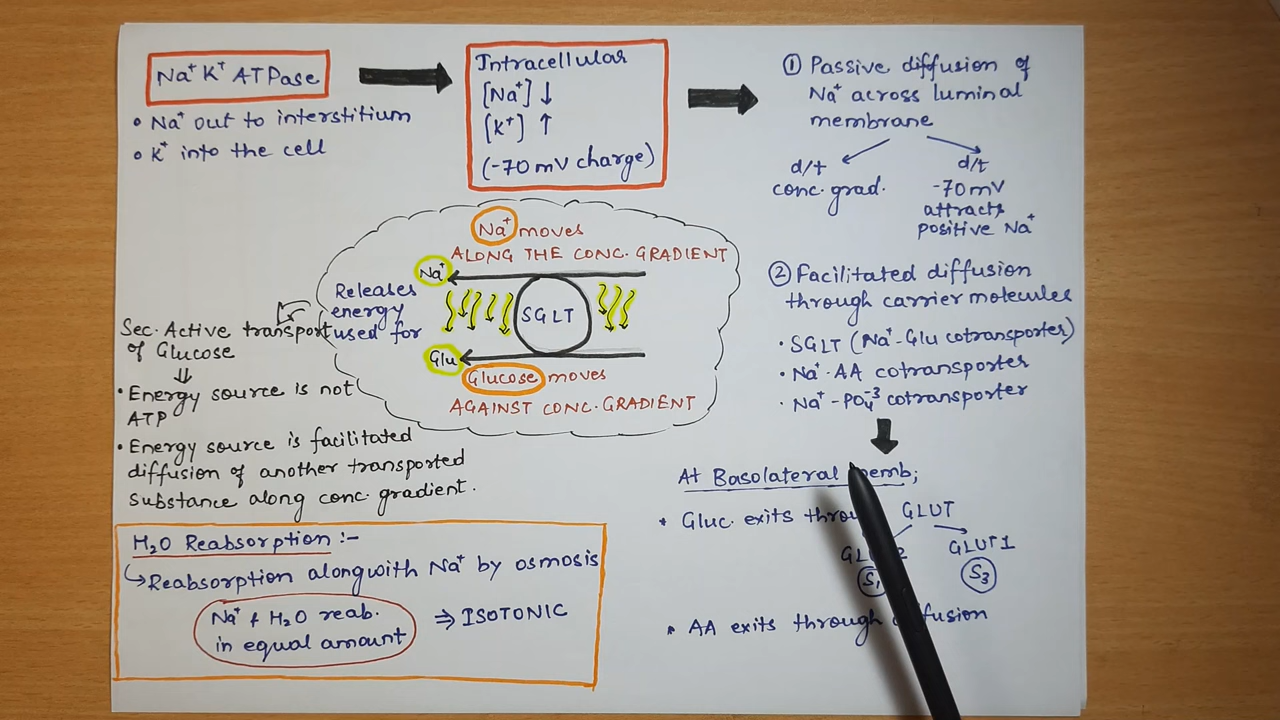 Na⁺ K⁺ ATPase
• Na⁺ out to interstitium
• K⁺ into the cell
Intracellular
[Na⁺] ↓
[K⁺] ↑
(-70 mV charge)
① Passive diffusion of
Na⁺ across luminal
membrane
d/t
conc. grad.
d/t
-70mV
attracts
positive Na⁺
② Facilitated diffusion
through carrier molecules
• SGLT (Na⁺-Glu cotransporter)
• Na⁺-AA cotransporter
• Na⁺-PO₄⁻³ cotransporter
Na⁺ moves
ALONG THE CONC. GRADIENT
Na⁺
SGLT
Glu
Glucose moves
AGAINST CONC. GRADIENT
Releases
energy
used for
Sec. Active transport
of Glucose
⇓
• Energy source is not
ATP
• Energy source is facilitated
diffusion of another transported
substance along conc. gradient.
H₂O Reabsorption :-
↳ Reabsorption alongwith Na⁺ by osmosis
Na⁺ & H₂O reab.
in equal amount
⇒ ISOTONIC
At Basolateral
• Gluc. exits GLUT
GLUT1
S₃
• AA exits through